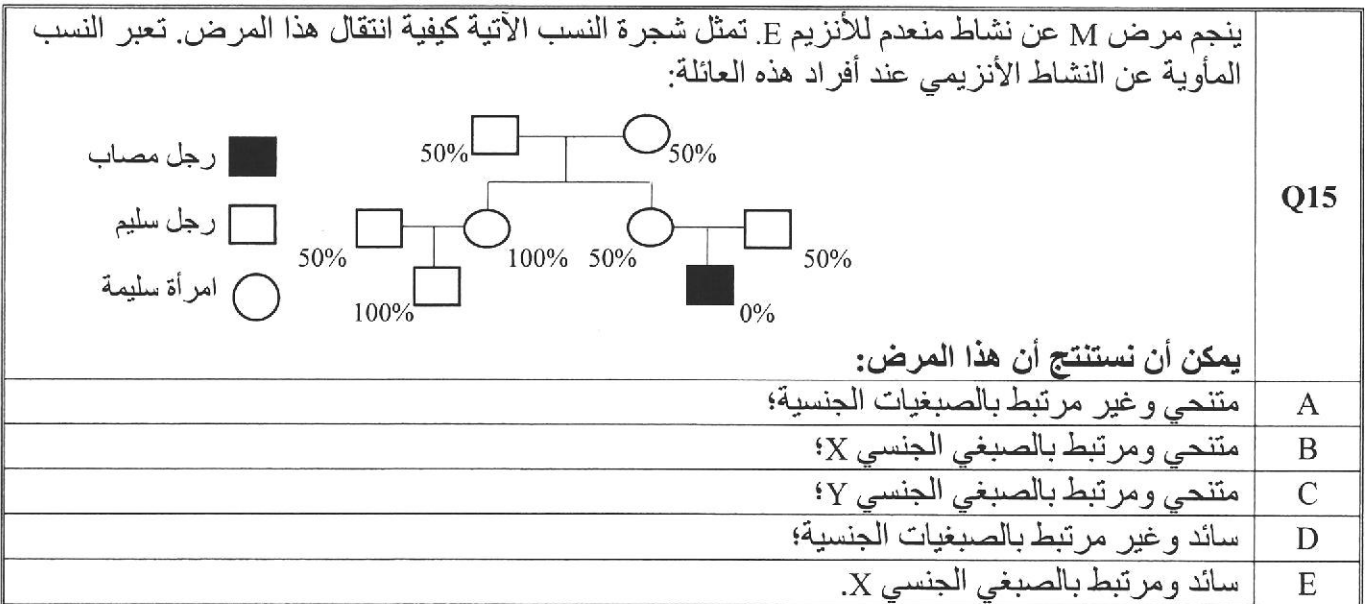 ينجم مرض M عن نشاط منعدم للأنزيم E. تمثل شجرة النسب الآتية كيفية انتقال هذا المرض. تعبر النسب
المأوية عن النشاط الأنزيمي عند أفراد هذه العائلة:
50%
50%
رجل مصاب
Q15
رجل سليم
50%
100%
50%
50%
امرأة سليمة
100%
0%
يمكن أن نستنتج أن هذا المرض:
A متنحي وغير مرتبط بالصبغيات الجنسية؛
B متنحي ومرتبط بالصبغي الجنسي X؛
C متنحي ومرتبط بالصبغي الجنسي Y؛
D سائد وغير مرتبط بالصبغيات الجنسية؛
E سائد ومرتبط بالصبغي الجنسي X.